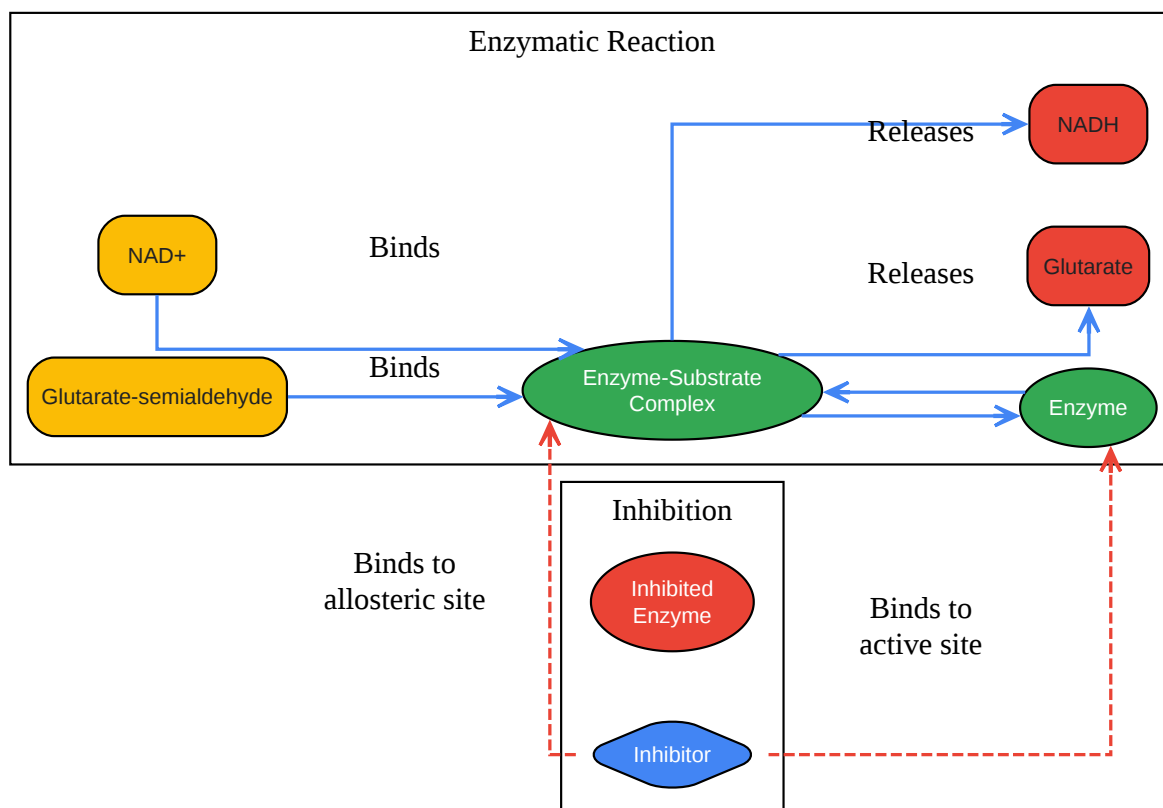 Enzymatic Reaction
Releases
NADH
NAD+
Binds
Releases
Glutarate
Glutarate-semialdehyde
Binds
Enzyme-Substrate
Complex
Enzyme
Inhibition
Binds to
allosteric site
Inhibited
Enzyme
Binds to
active site
Inhibitor